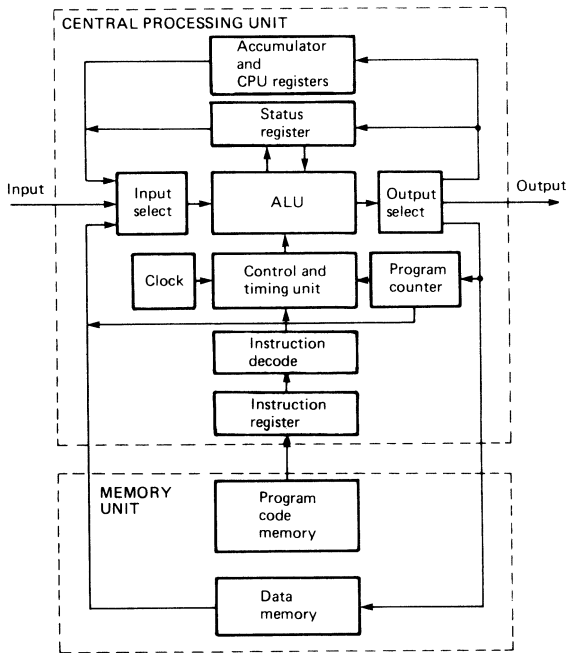 CENTRAL PROCESSING UNIT
Accumulator
and
CPU registers
Status
register
Input
Input
select
ALU
Output
select
Output
Clock
Control and
timing unit
Program
counter
Instruction
decode
Instruction
register
MEMORY
UNIT
Program
code
memory
Data
memory